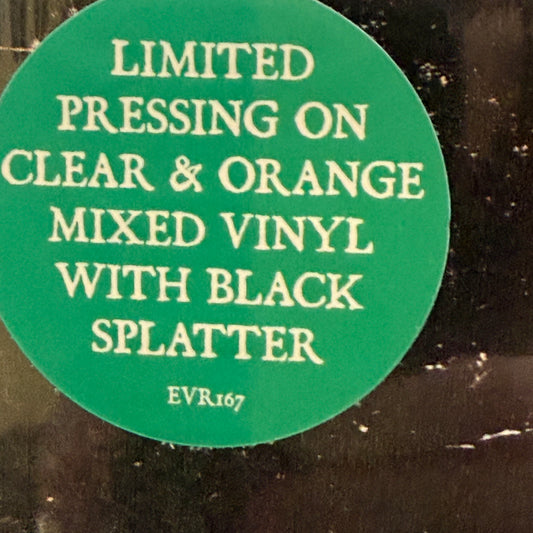 LIMITED
PRESSING ON
CLEAR & ORANGE
MIXED VINYL
WITH BLACK
SPLATTER
EVR167